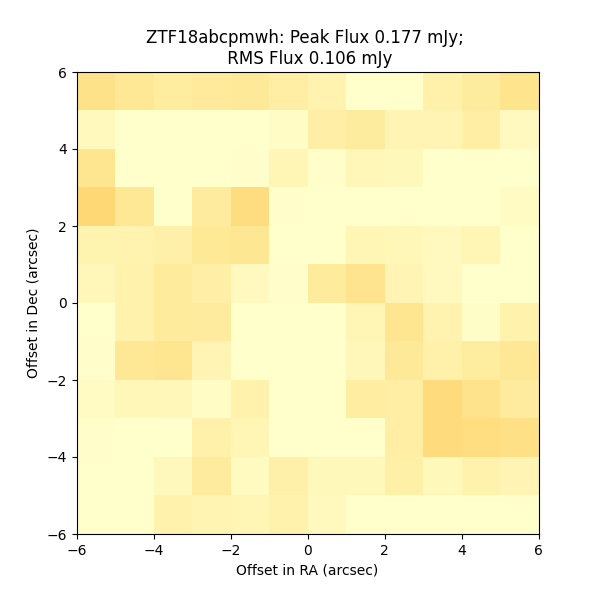 ZTF18abcpmwh: Peak Flux 0.177 mJy;
RMS Flux 0.106 mJy
6
4
2
0
−2
−4
−6
Offset in Dec (arcsec)
−6 −4 −2 0 2 4 6
Offset in RA (arcsec)